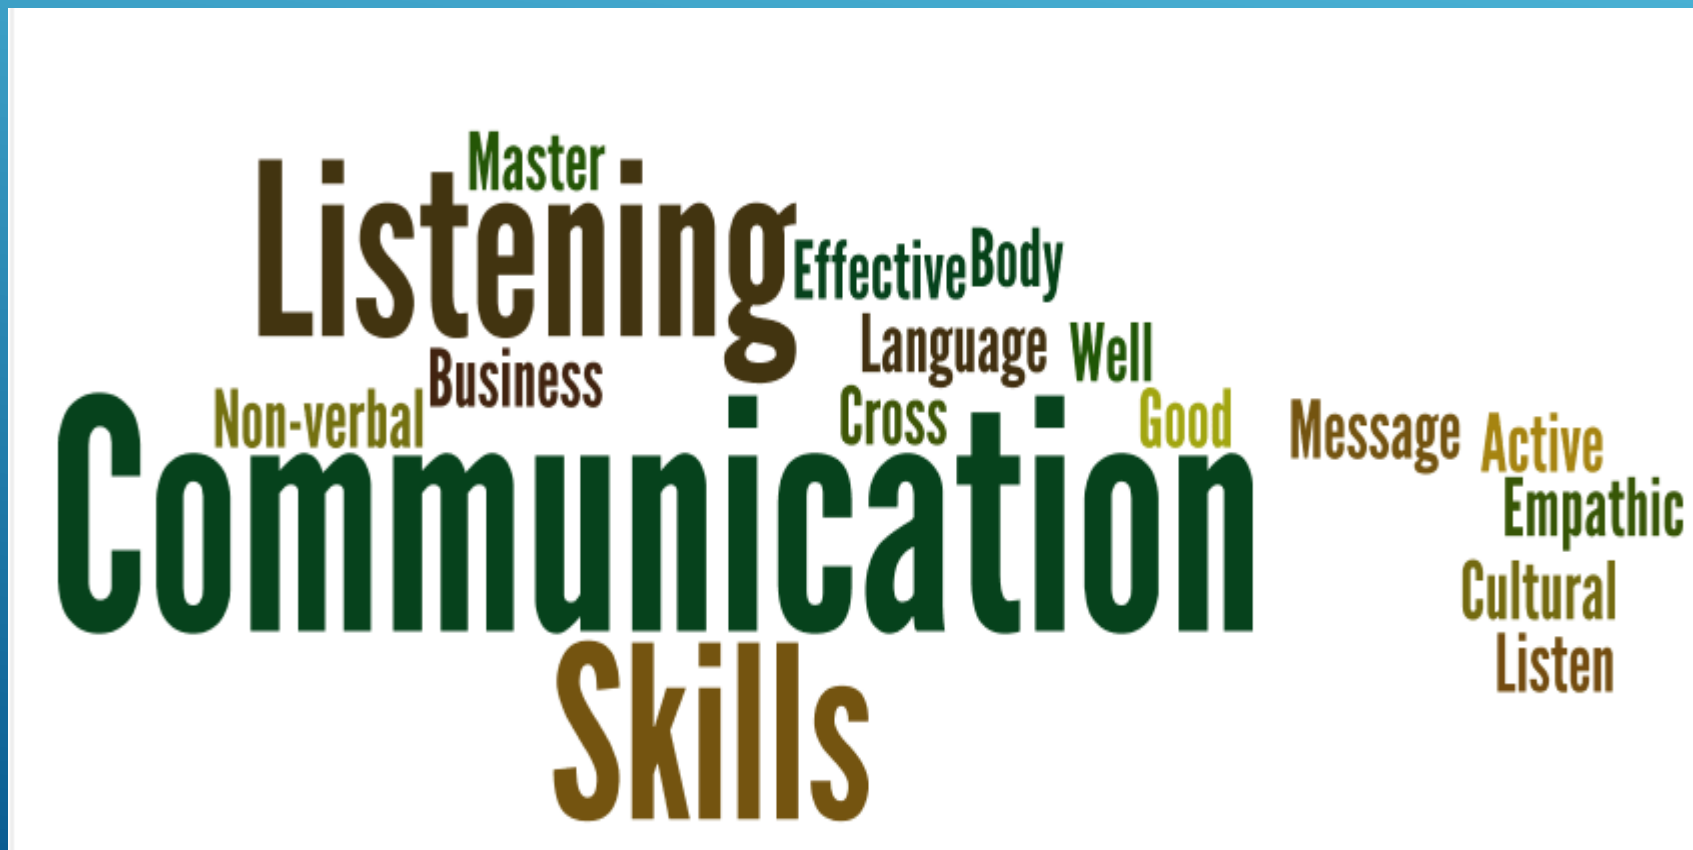 Master
Listening
Effective Body
Language Well
Business
Non-verbal Cross Good Message Active
Communication
Empathic
Cultural
Listen
Skills